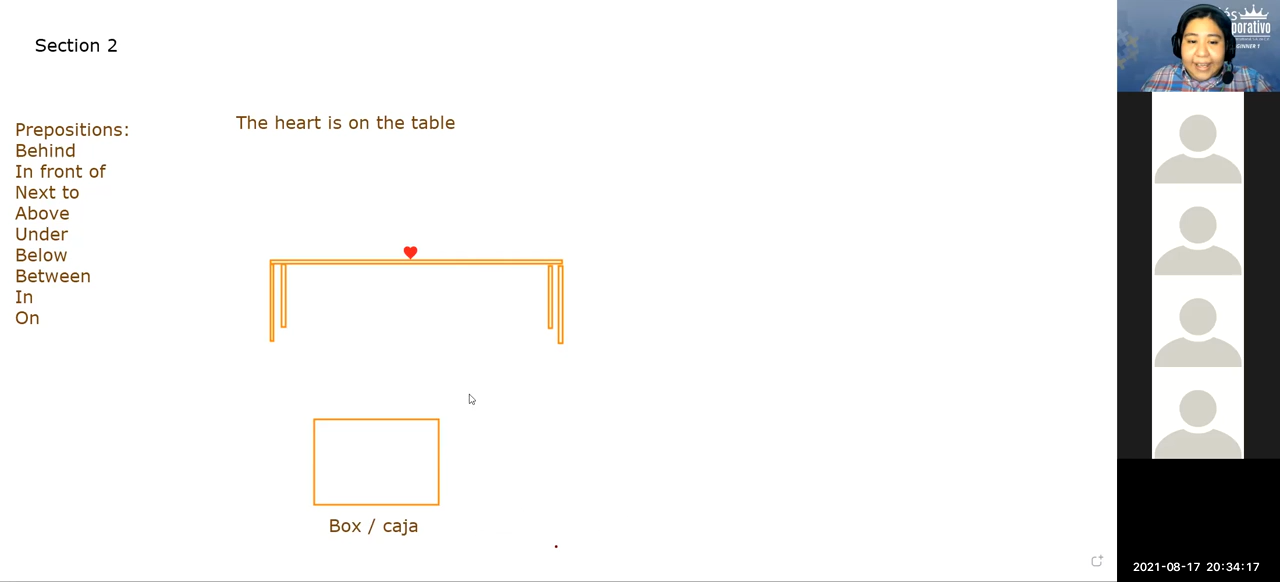 Section 2
Prepositions:
Behind
In front of
Next to
Above
Under
Below
Between
In
On
The heart is on the table
Box / caja
2021-08-17 20:34:17